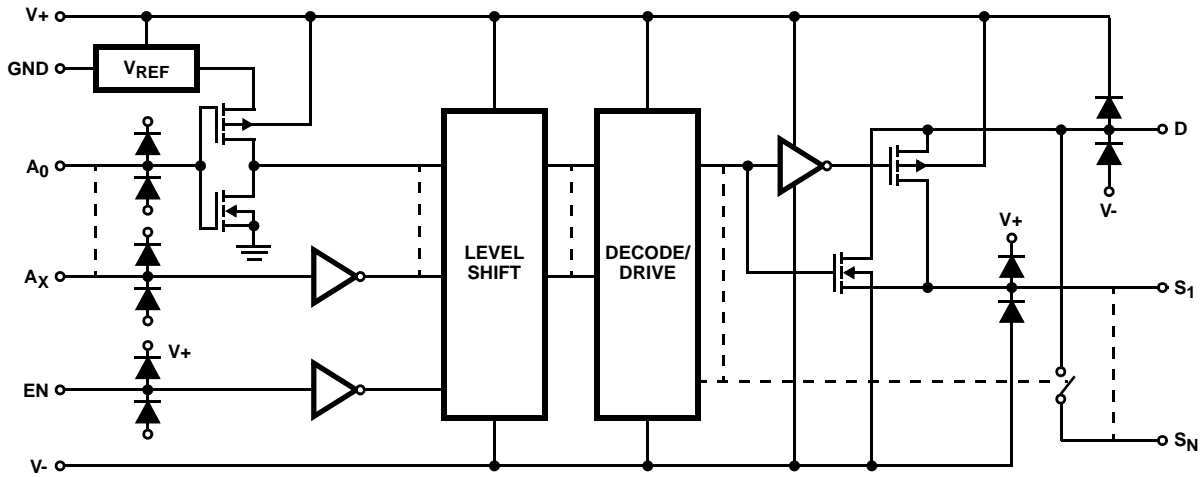 V+
GND
VREF
A0
AX
V+
EN
V-
LEVEL
SHIFT
DECODE/
DRIVE
D
V-
V+
S1
SN